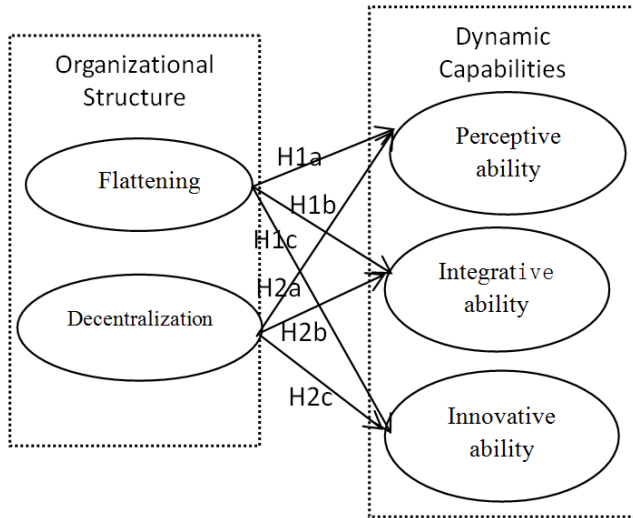 Organizational
Structure
Flattening
Decentralization
H1a
H1b
H1c
H2a
H2b
H2c
Dynamic
Capabilities
Perceptive
ability
Integrative
ability
Innovative
ability